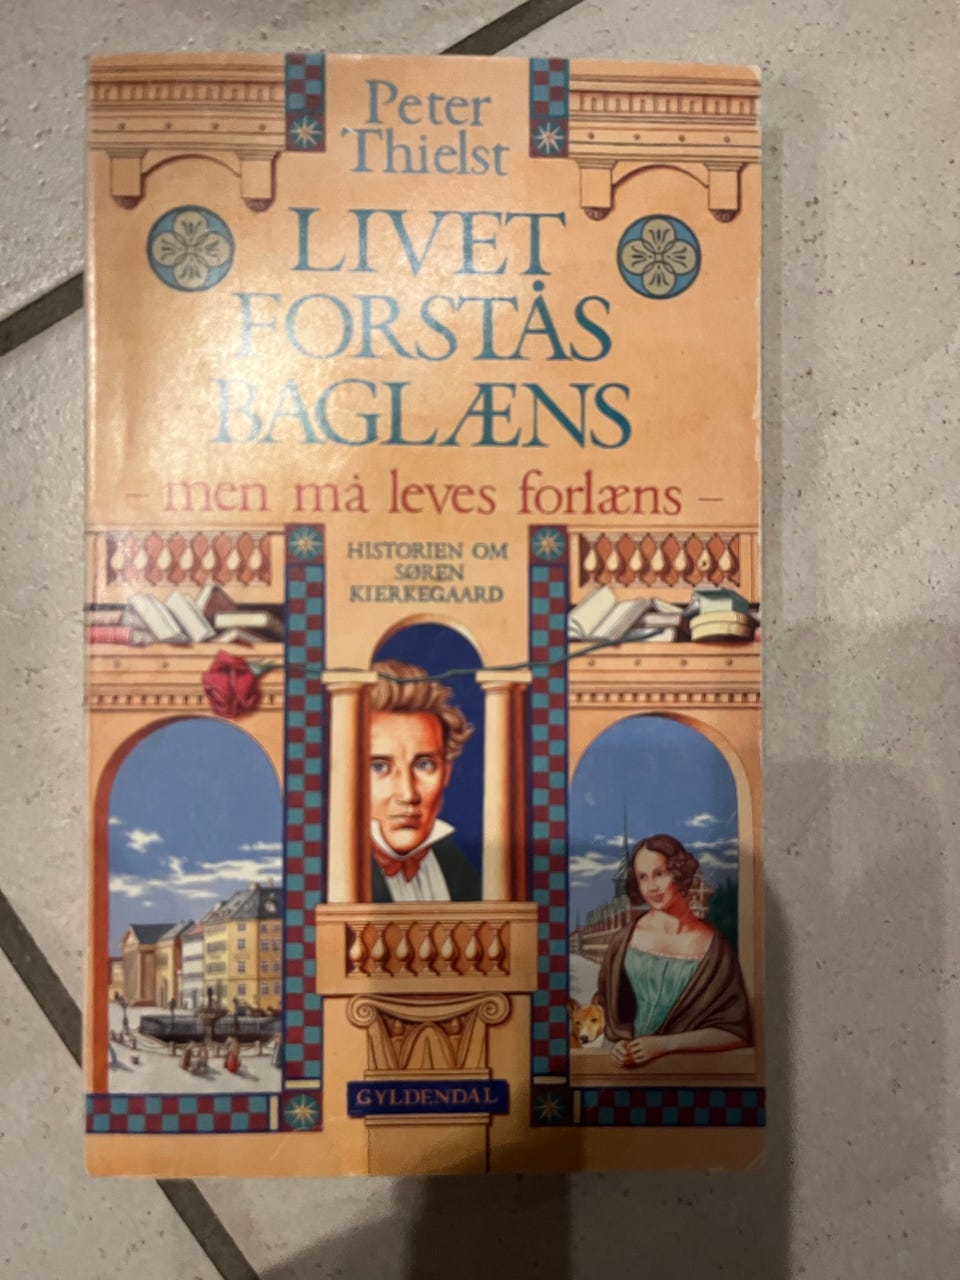 Peter
Thielst
LIVET
FORSTÅS
BAGLÆNS
– men må leves forlæns –
HISTORIEN OM
SØREN
KIERKEGAARD
GYLDENDAL